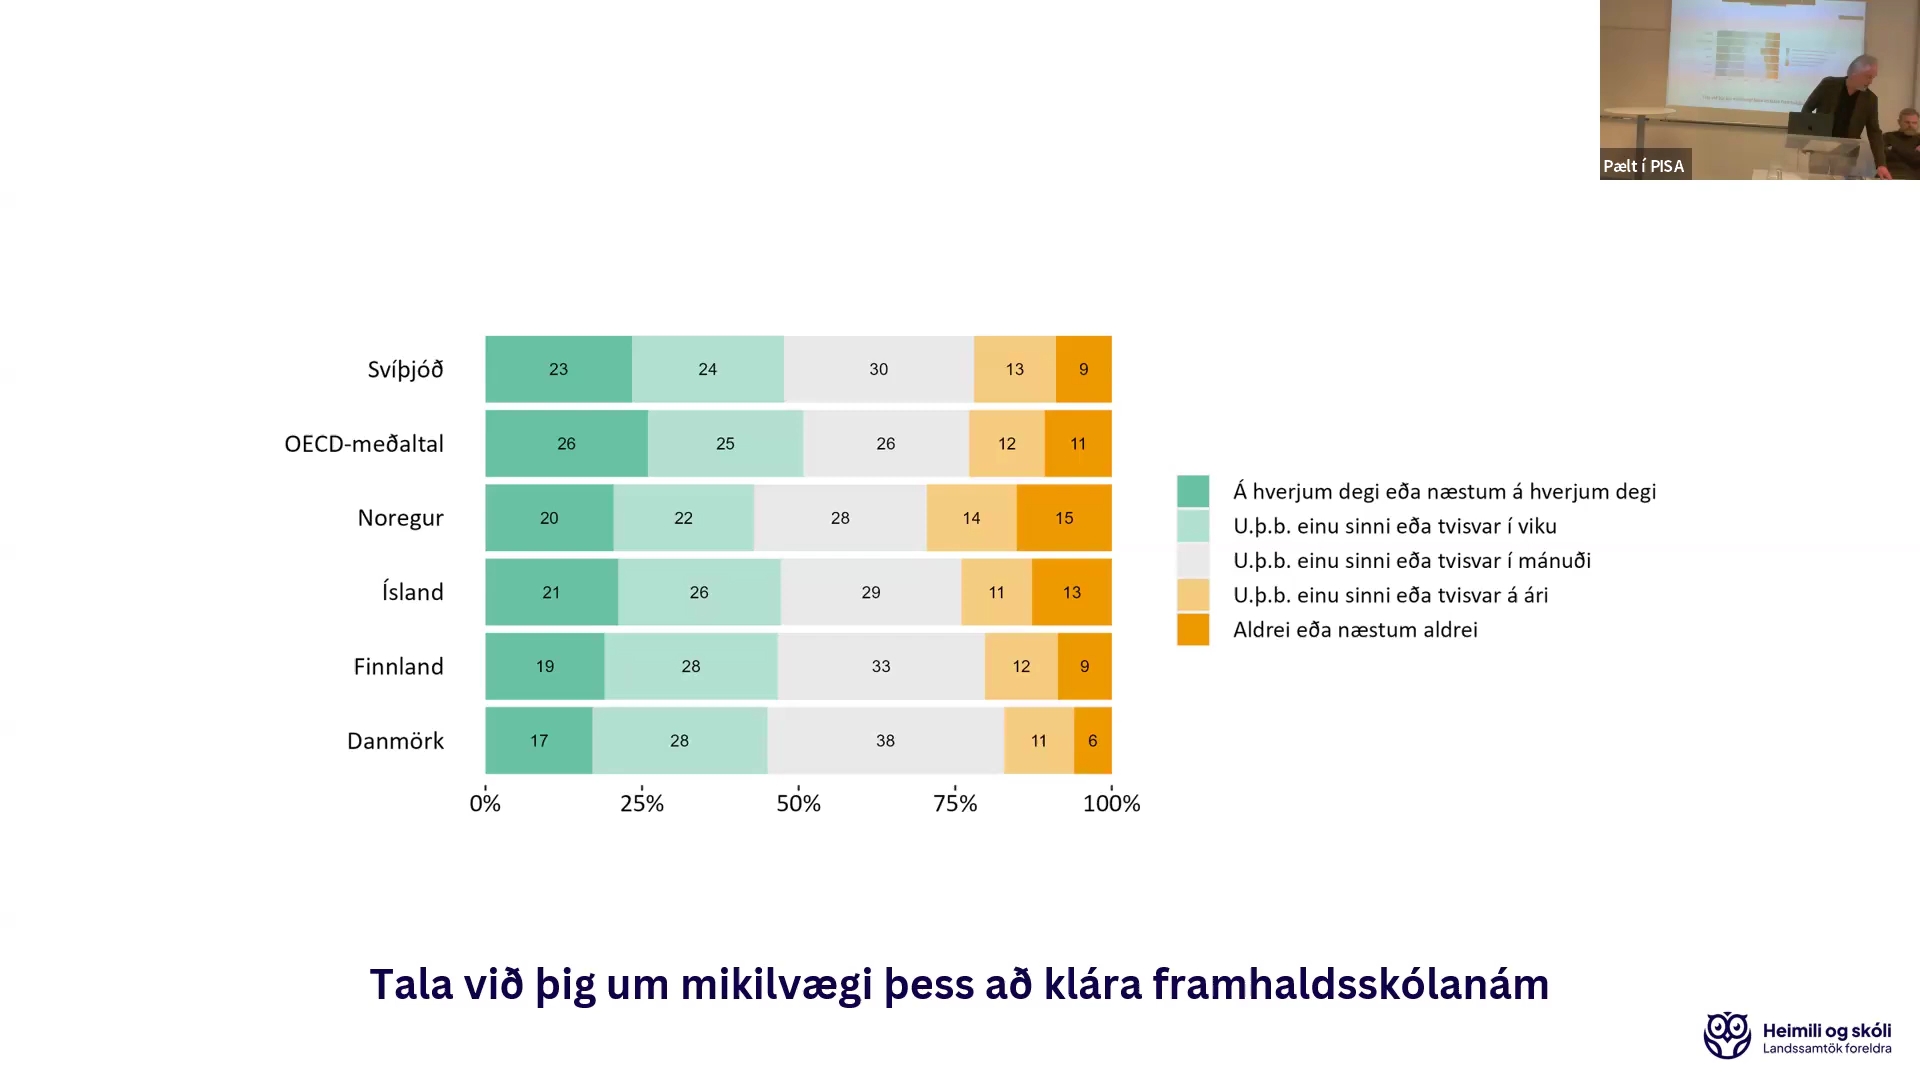 Pælt í PISA
Svíþjóð 23 24 30 13 9
OECD-meðaltal 26 25 26 12 11
Noregur 20 22 28 14 15
Ísland 21 26 29 11 13
Finnland 19 28 33 12 9
Danmörk 17 28 38 11 6
0% 25% 50% 75% 100%
Á hverjum degi eða næstum á hverjum degi
U.þ.b. einu sinni eða tvisvar í viku
U.þ.b. einu sinni eða tvisvar í mánuði
U.þ.b. einu sinni eða tvisvar á ári
Aldrei eða næstum aldrei
Tala við þig um mikilvægi þess að klára framhaldsskólanám
Heimili og skóli
Landssamtök foreldra